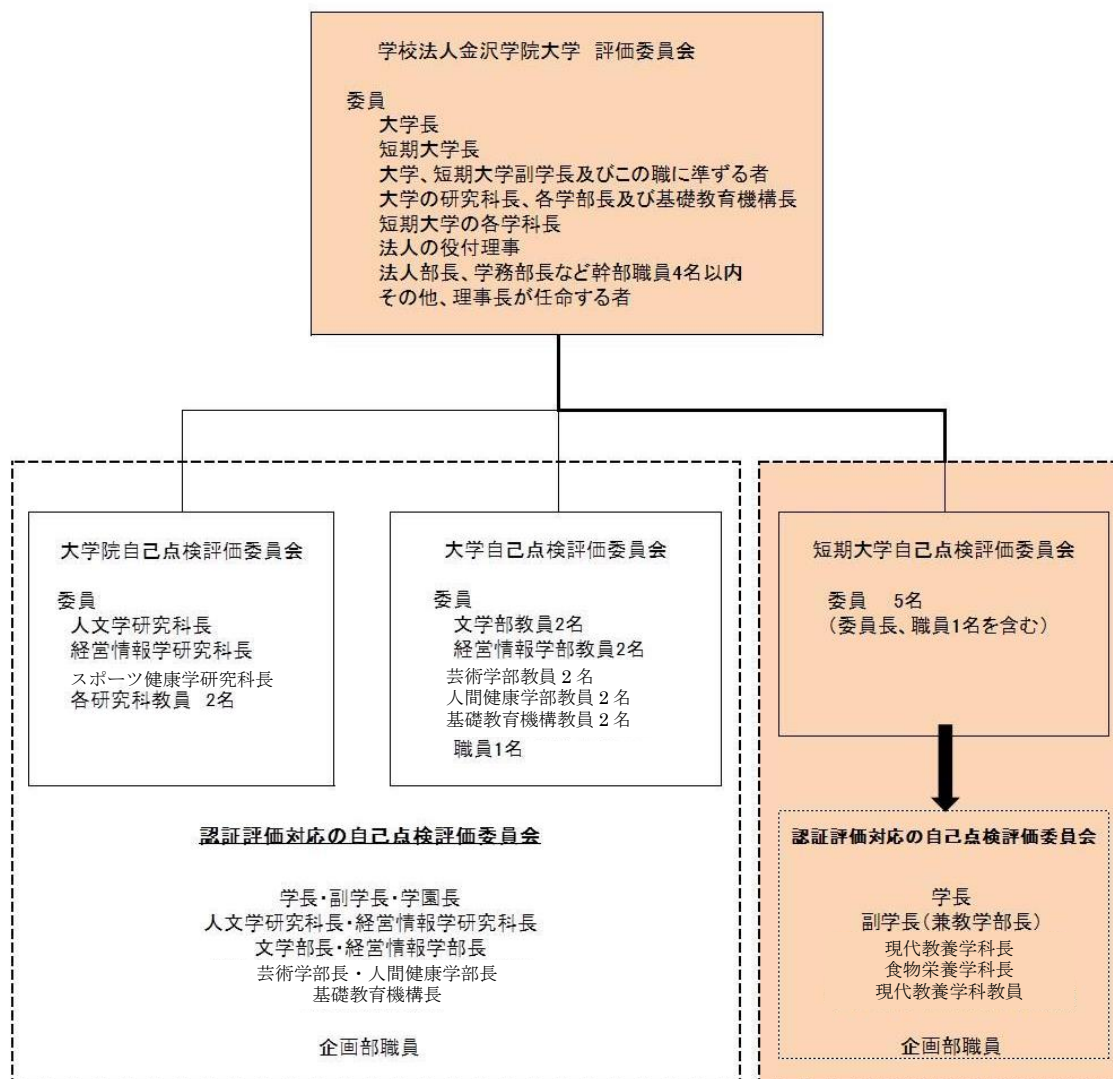 学校法人金沢学院大学 評価委員会
委員
大学長
短期大学長
大学、短期大学副学長及びこの職に準ずる者
大学の研究科長、各学部長及び基礎教育機構長
短期大学の各学科長
法人の役付理事
法人部長、学務部長など幹部職員4名以内
その他、理事長が任命する者
大学院自己点検評価委員会
委員
人文学研究科長
経営情報学研究科長
スポーツ健康学研究科長
各研究科教員 2名
大学自己点検評価委員会
委員
文学部教員2名
経営情報学部教員2名
芸術学部教員 2 名
人間健康学部教員 2 名
基礎教育機構教員 2 名
職員1名
認証評価対応の自己点検評価委員会
学長・副学長・学園長
人文学研究科長・経営情報学研究科長
文学部長・経営情報学部長
芸術学部長・人間健康学部長
基礎教育機構長
企画部職員
短期大学自己点検評価委員会
委員 5名
(委員長、職員1名を含む)
認証評価対応の自己点検評価委員会
学長
副学長(兼教学部長)
現代教養学科長
食物栄養学科長
現代教養学科教員
企画部職員